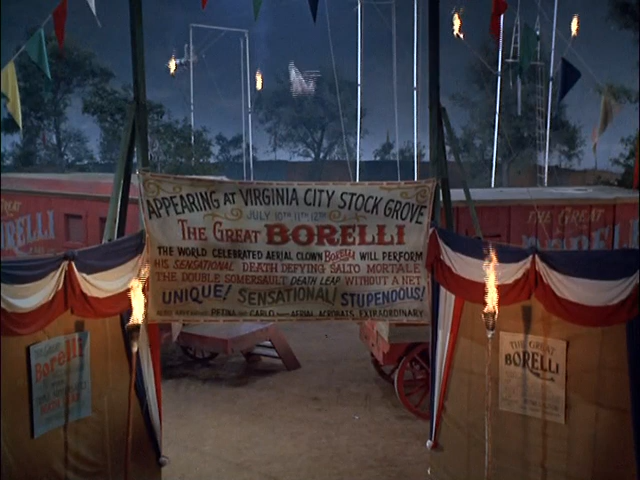 APPEARING AT VIRGINIA CITY STOCK GROVE
JULY 10TH 11TH 12TH
THE GREAT BORELLI
THE WORLD CELEBRATED AERIAL CLOWN BORELLI WILL PERFORM
HIS SENSATIONAL DEATH DEFYING SALTO MORTALE
THE DOUBLE SOMERSAULT DEATH LEAP WITHOUT A NET
UNIQUE! SENSATIONAL! STUPENDOUS!
AERIAL ACROBATS EXTRAORDINARY
GREAT
BORELLI
THE GREAT
BORELLI
THE GREAT
BORELLI
THE GREAT
BORELLI